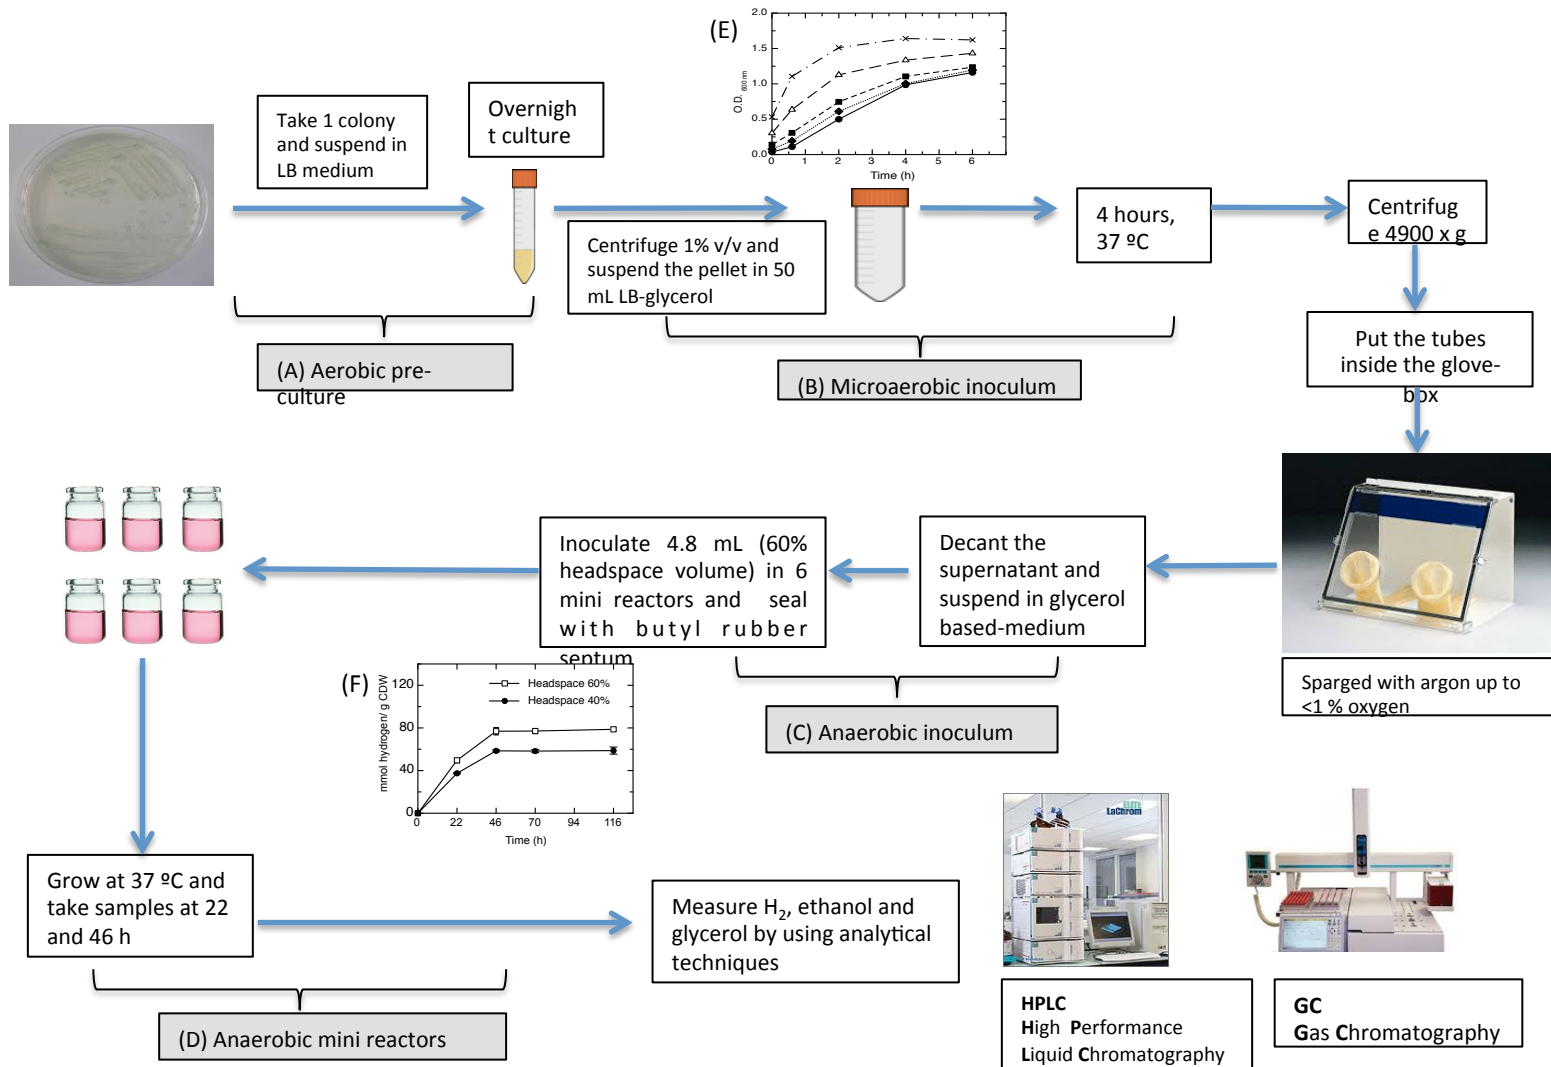 (E)
2.0
1.5
1.0
0.5
0.0
O.D. 600 nm
0 1 2 3 4 5 6
Time (h)
Take 1 colony
and suspend in
LB medium
Overnigh
t culture
Centrifuge 1% v/v and
suspend the pellet in 50
mL LB-glycerol
4 hours,
37 ºC
Centrifug
e 4900 x g
(A) Aerobic pre-
culture
(B) Microaerobic inoculum
Put the tubes
inside the glove-
box
Inoculate 4.8 mL (60%
headspace volume) in 6
mini reactors and seal
with butyl rubber
septum
Decant the
supernatant and
suspend in glycerol
based-medium
Sparged with argon up to
<1 % oxygen
(C) Anaerobic inoculum
(F)
120
80
40
0
mmol hydrogen/ g CDW
Headspace 60%
Headspace 40%
0 22 46 70 94 116
Time (h)
Grow at 37 ºC and
take samples at 22
and 46 h
Measure H2, ethanol and
glycerol by using analytical
techniques
(D) Anaerobic mini reactors
ELITE
LaChrom
HPLC
High Performance
Liquid Chromatography
GC
Gas Chromatography